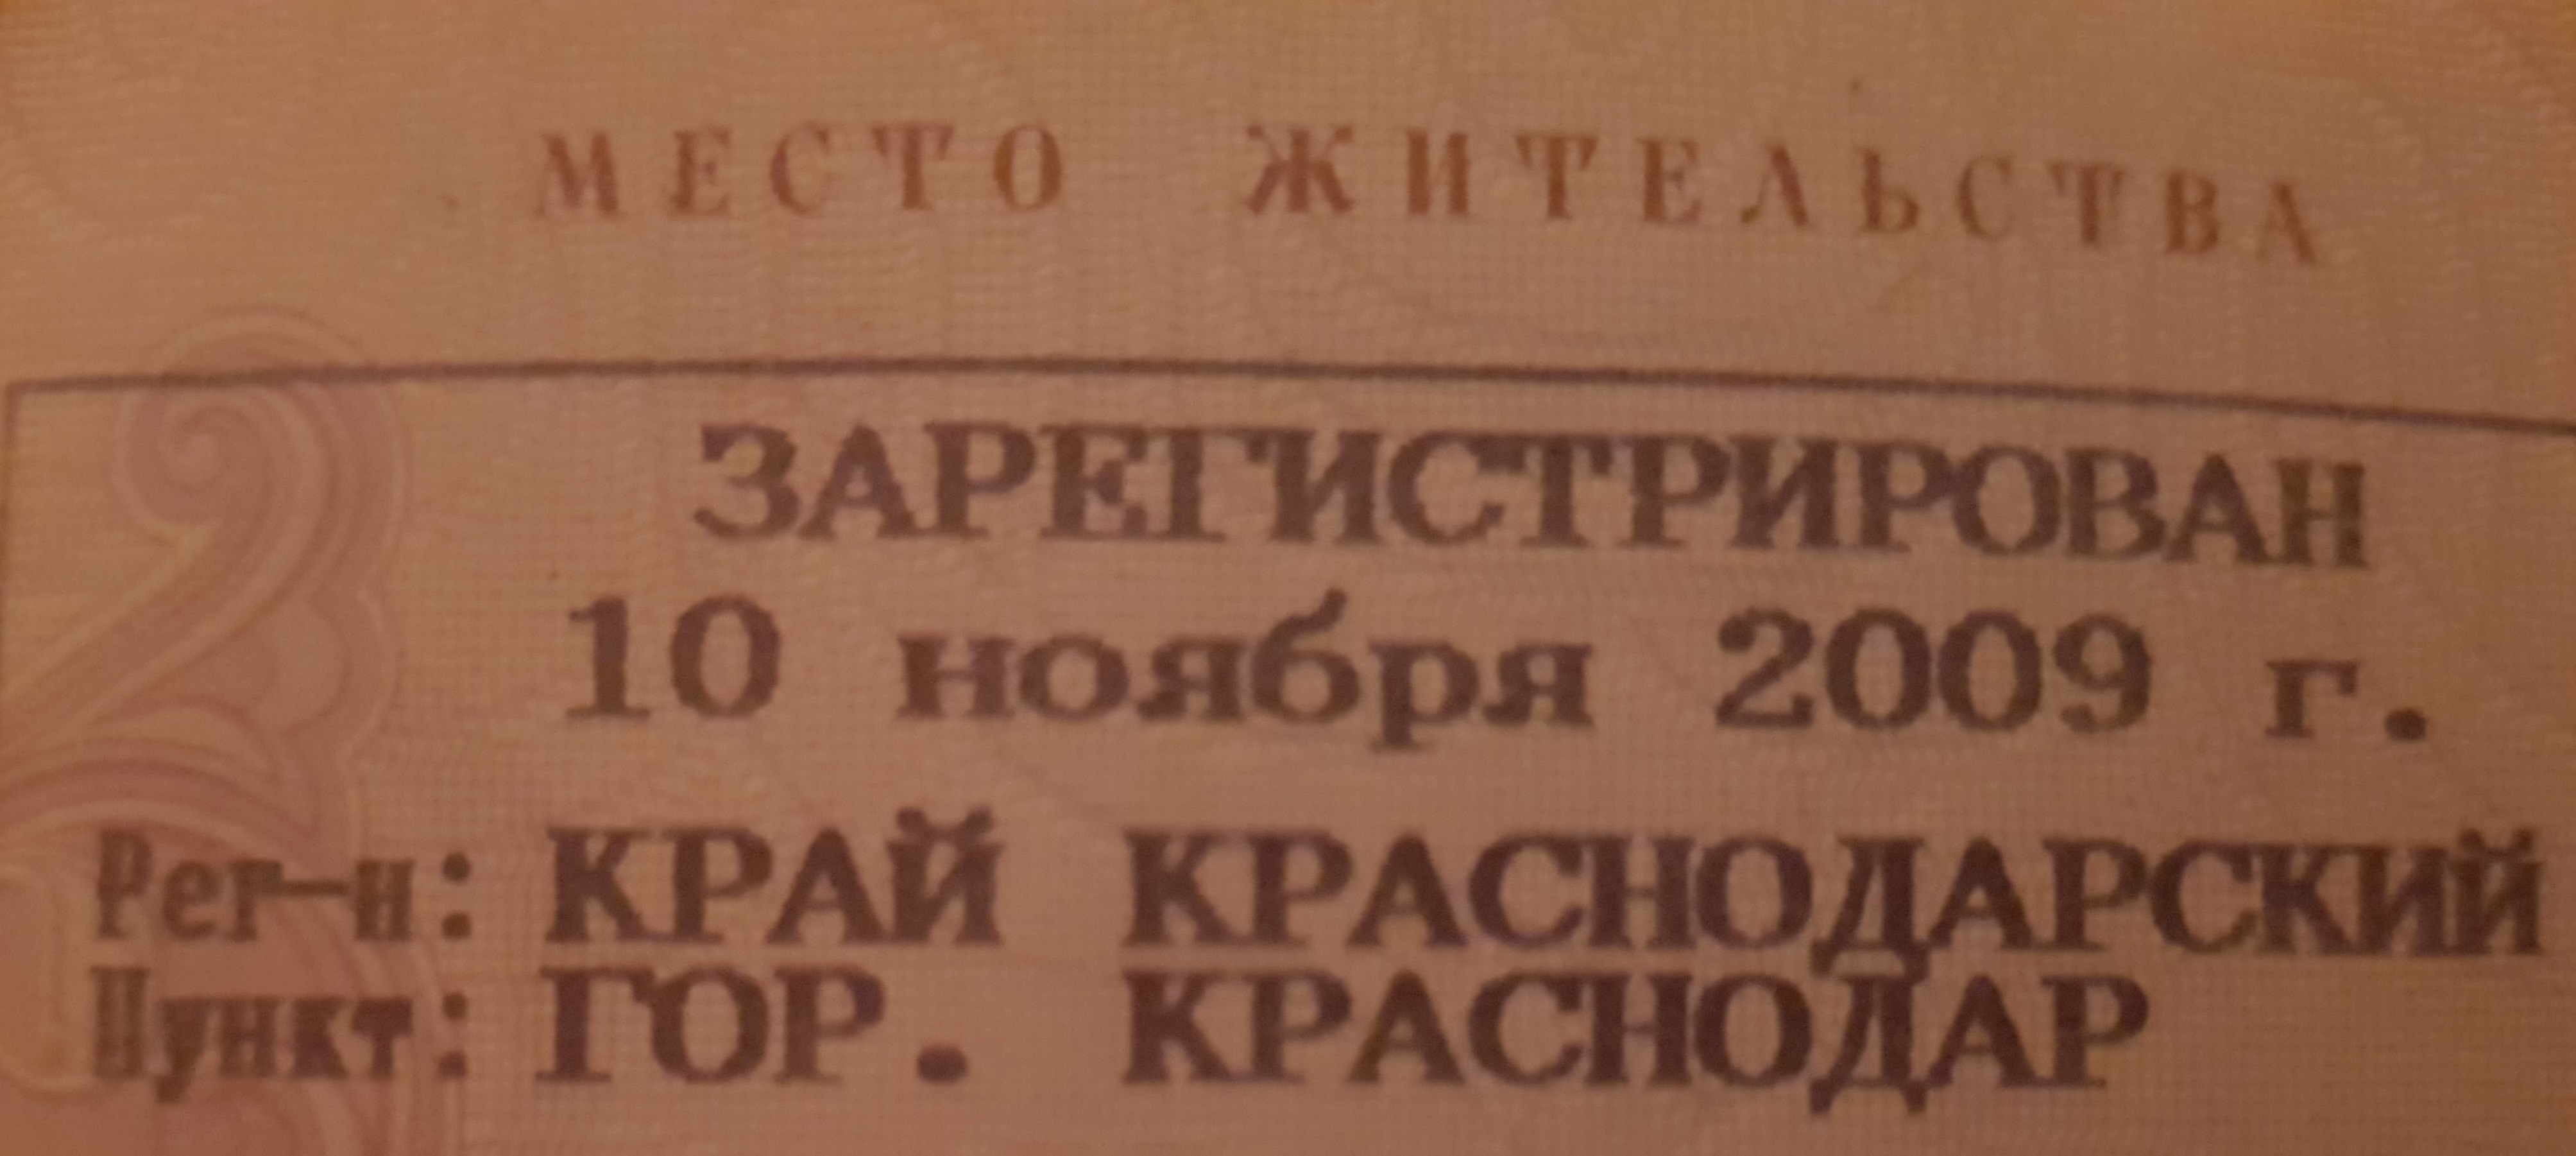 МЕСТО ЖИТЕЛЬСТВА
ЗАРЕГИСТРИРОВАН
10 ноября 2009 г.
Рег-н: КРАЙ КРАСНОДАРСКИЙ
Пункт: ГОР. КРАСНОДАР